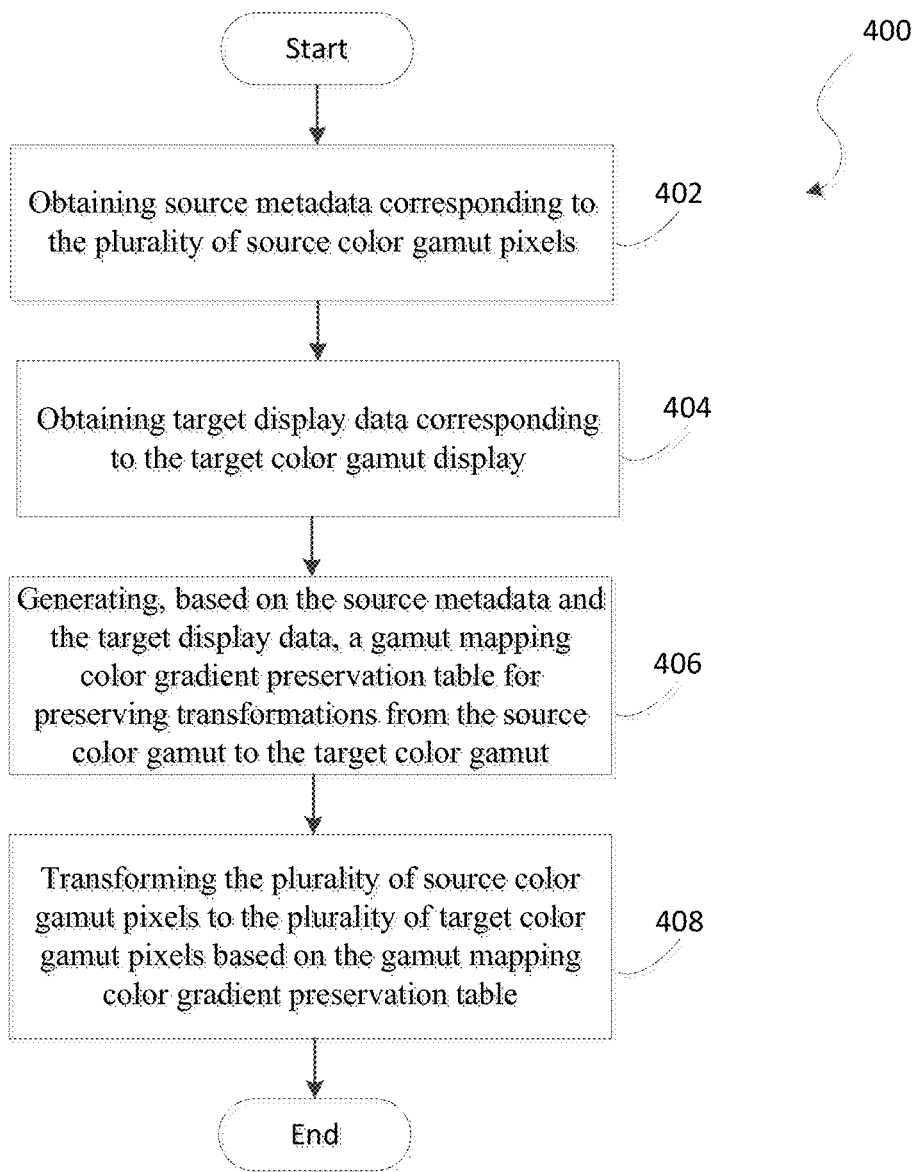 Start
400
Obtaining source metadata corresponding to
the plurality of source color gamut pixels
402
Obtaining target display data corresponding
to the target color gamut display
404
Generating, based on the source metadata and
the target display data, a gamut mapping
color gradient preservation table for
preserving transformations from the source
color gamut to the target color gamut
406
Transforming the plurality of source color
gamut pixels to the plurality of target color
gamut pixels based on the gamut mapping
color gradient preservation table
408
End